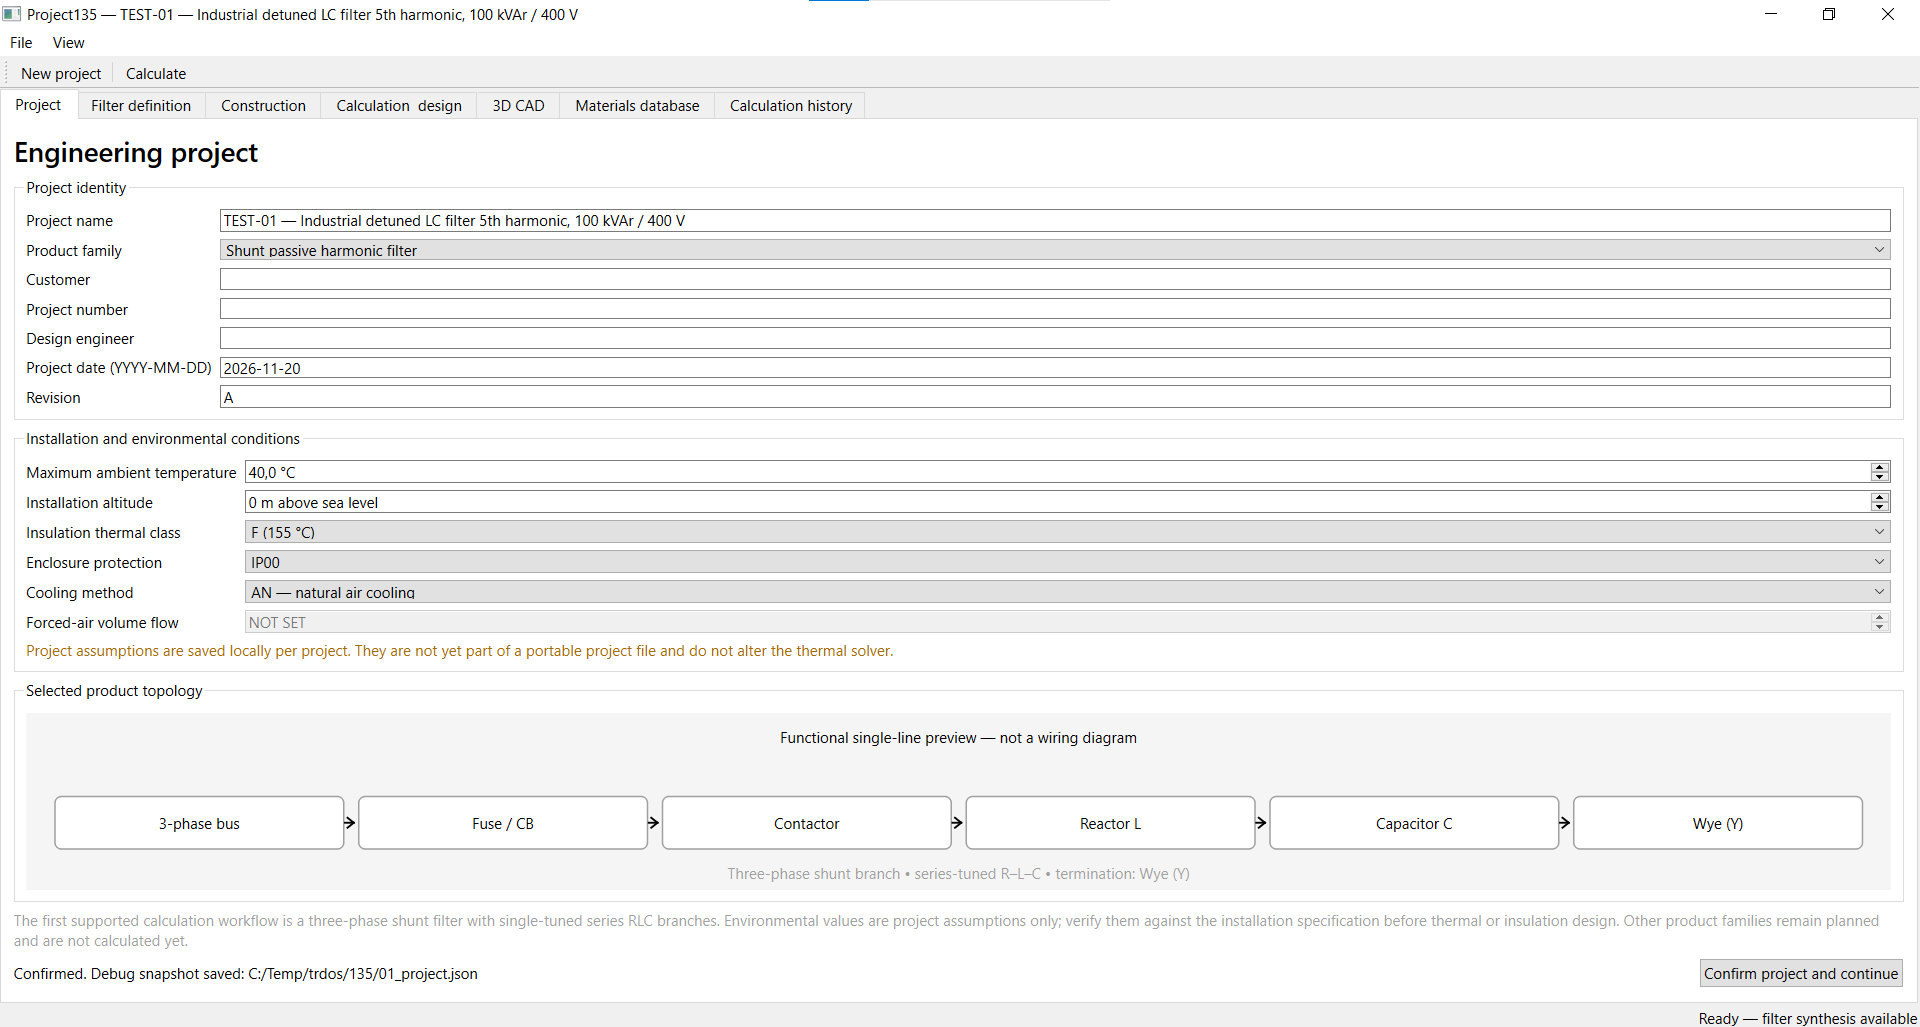 Project135 — TEST-01 — Industrial detuned LC filter 5th harmonic, 100 kVAr / 400 V
File View
New project Calculate
Project Filter definition Construction Calculation design 3D CAD Materials database Calculation history
Engineering project
Project identity
Project name TEST-01 — Industrial detuned LC filter 5th harmonic, 100 kVAr / 400 V
Product family Shunt passive harmonic filter
Customer
Project number
Design engineer
Project date (YYYY-MM-DD) 2026-11-20
Revision A
Installation and environmental conditions
Maximum ambient temperature 40,0 °C
Installation altitude 0 m above sea level
Insulation thermal class F (155 °C)
Enclosure protection IP00
Cooling method AN — natural air cooling
Forced-air volume flow NOT SET
Project assumptions are saved locally per project. They are not yet part of a portable project file and do not alter the thermal solver.
Selected product topology
Functional single-line preview — not a wiring diagram
3-phase bus Fuse / CB Contactor Reactor L Capacitor C Wye (Y)
Three-phase shunt branch • series-tuned R–L–C • termination: Wye (Y)
The first supported calculation workflow is a three-phase shunt filter with single-tuned series RLC branches. Environmental values are project assumptions only; verify them against the installation specification before thermal or insulation design. Other product families remain planned
and are not calculated yet.
Confirmed. Debug snapshot saved: C:/Temp/trdos/135/01_project.json Confirm project and continue
Ready — filter synthesis available